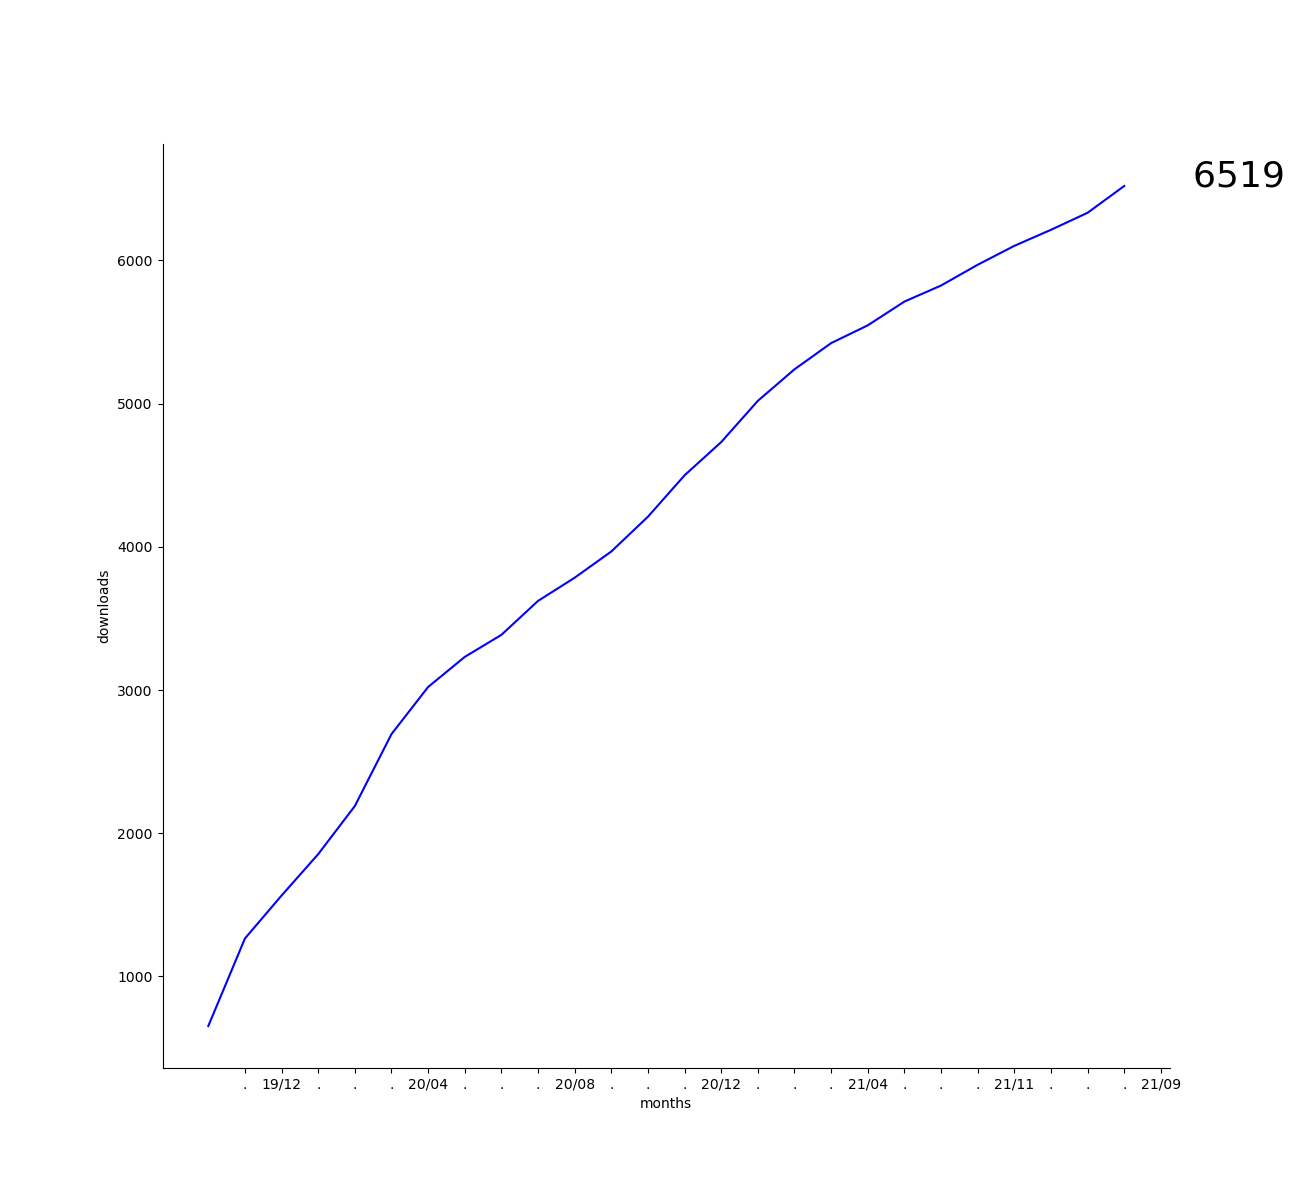 6519
6000
5000
4000
3000
2000
1000
downloads
. 19/12 . . . 20/04 . . . 20/08 . . . 20/12 . . . 21/04 . . . 21/11 . . . 21/09
months